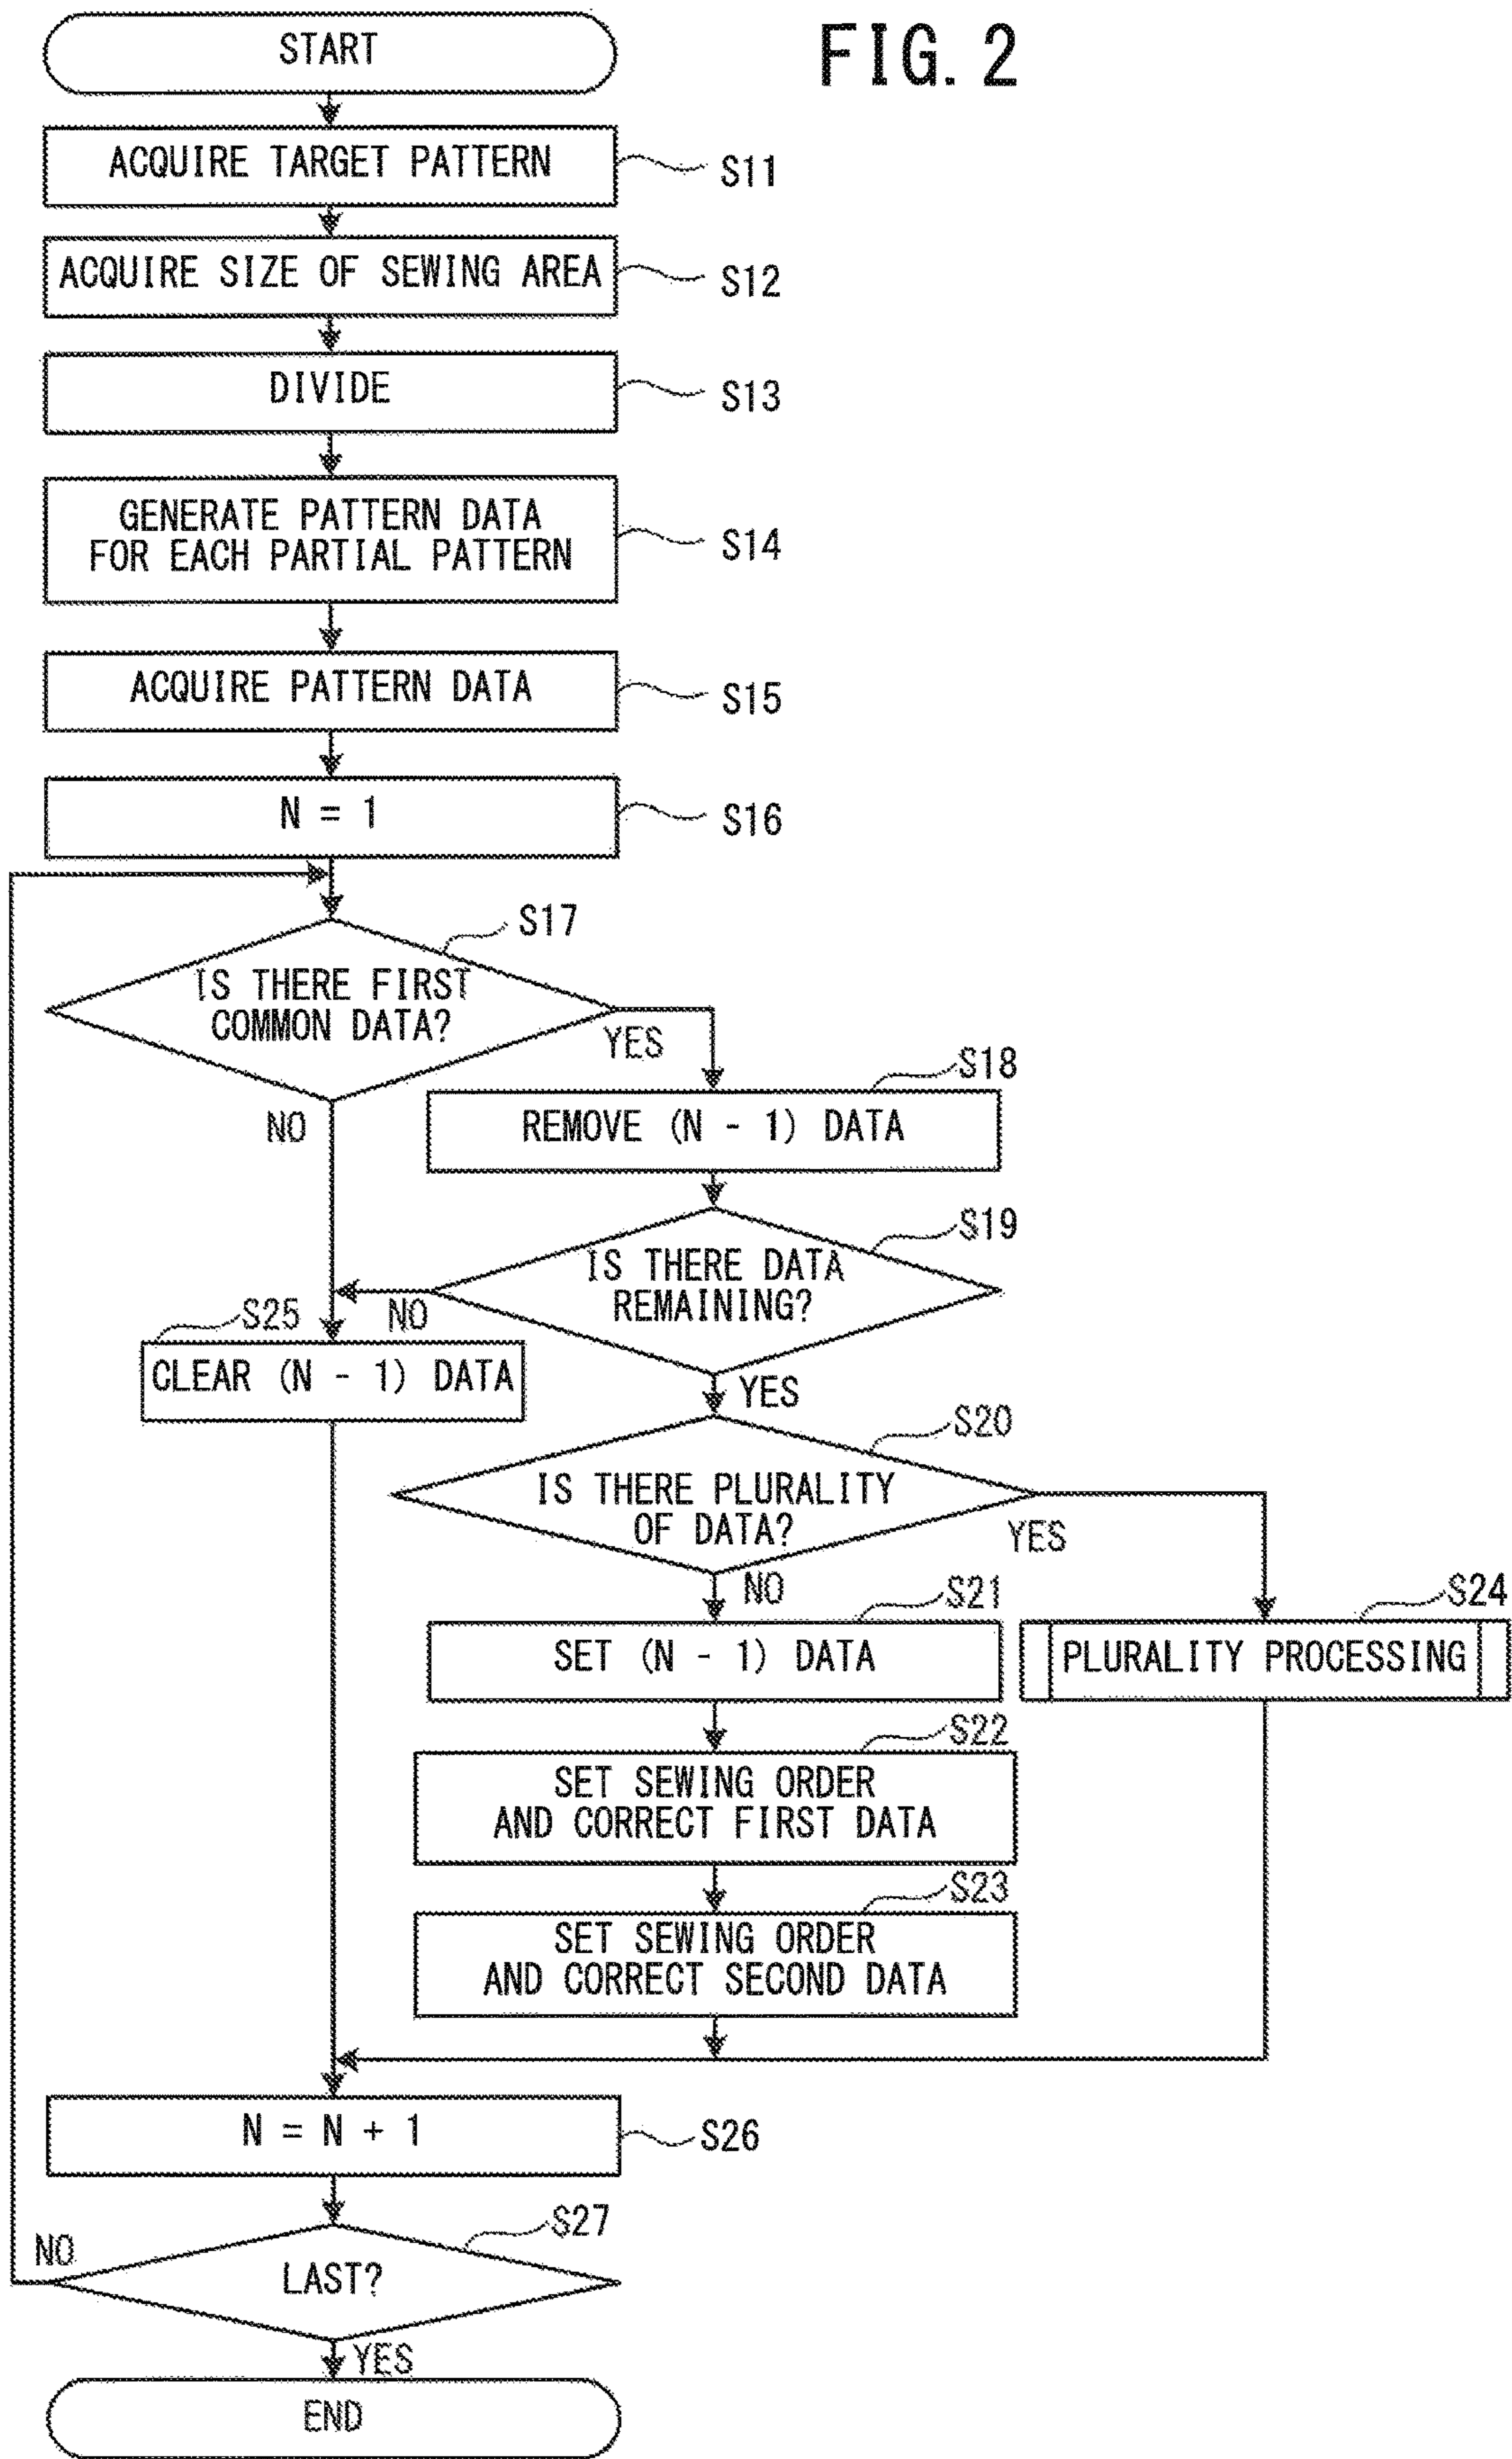 FIG. 2
START
ACQUIRE TARGET PATTERN
S11
ACQUIRE SIZE OF SEWING AREA
S12
DIVIDE
S13
GENERATE PATTERN DATA
FOR EACH PARTIAL PATTERN
S14
ACQUIRE PATTERN DATA
S15
N = 1
S16
S17
IS THERE FIRST
COMMON DATA?
YES
NO
S18
REMOVE (N - 1) DATA
S19
IS THERE DATA
REMAINING?
NO
YES
S25
CLEAR (N - 1) DATA
S20
IS THERE PLURALITY
OF DATA?
YES
NO
S21
SET (N - 1) DATA
S24
PLURALITY PROCESSING
S22
SET SEWING ORDER
AND CORRECT FIRST DATA
S23
SET SEWING ORDER
AND CORRECT SECOND DATA
N = N + 1
S26
S27
LAST?
NO
YES
END